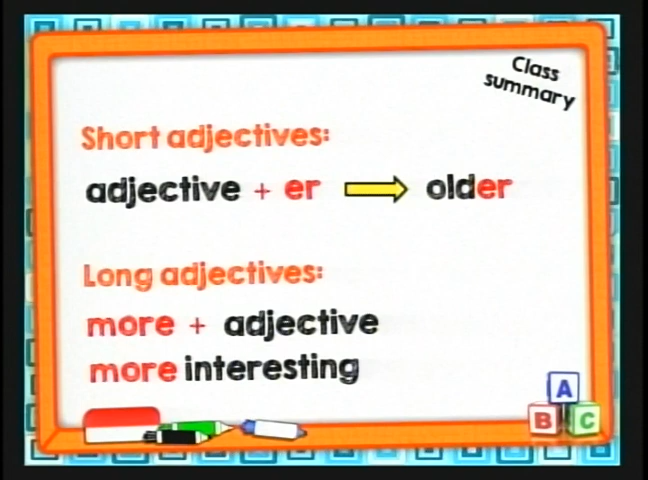 Class
summary
Short adjectives:
adjective + er older
Long adjectives:
more + adjective
more interesting
A
B C